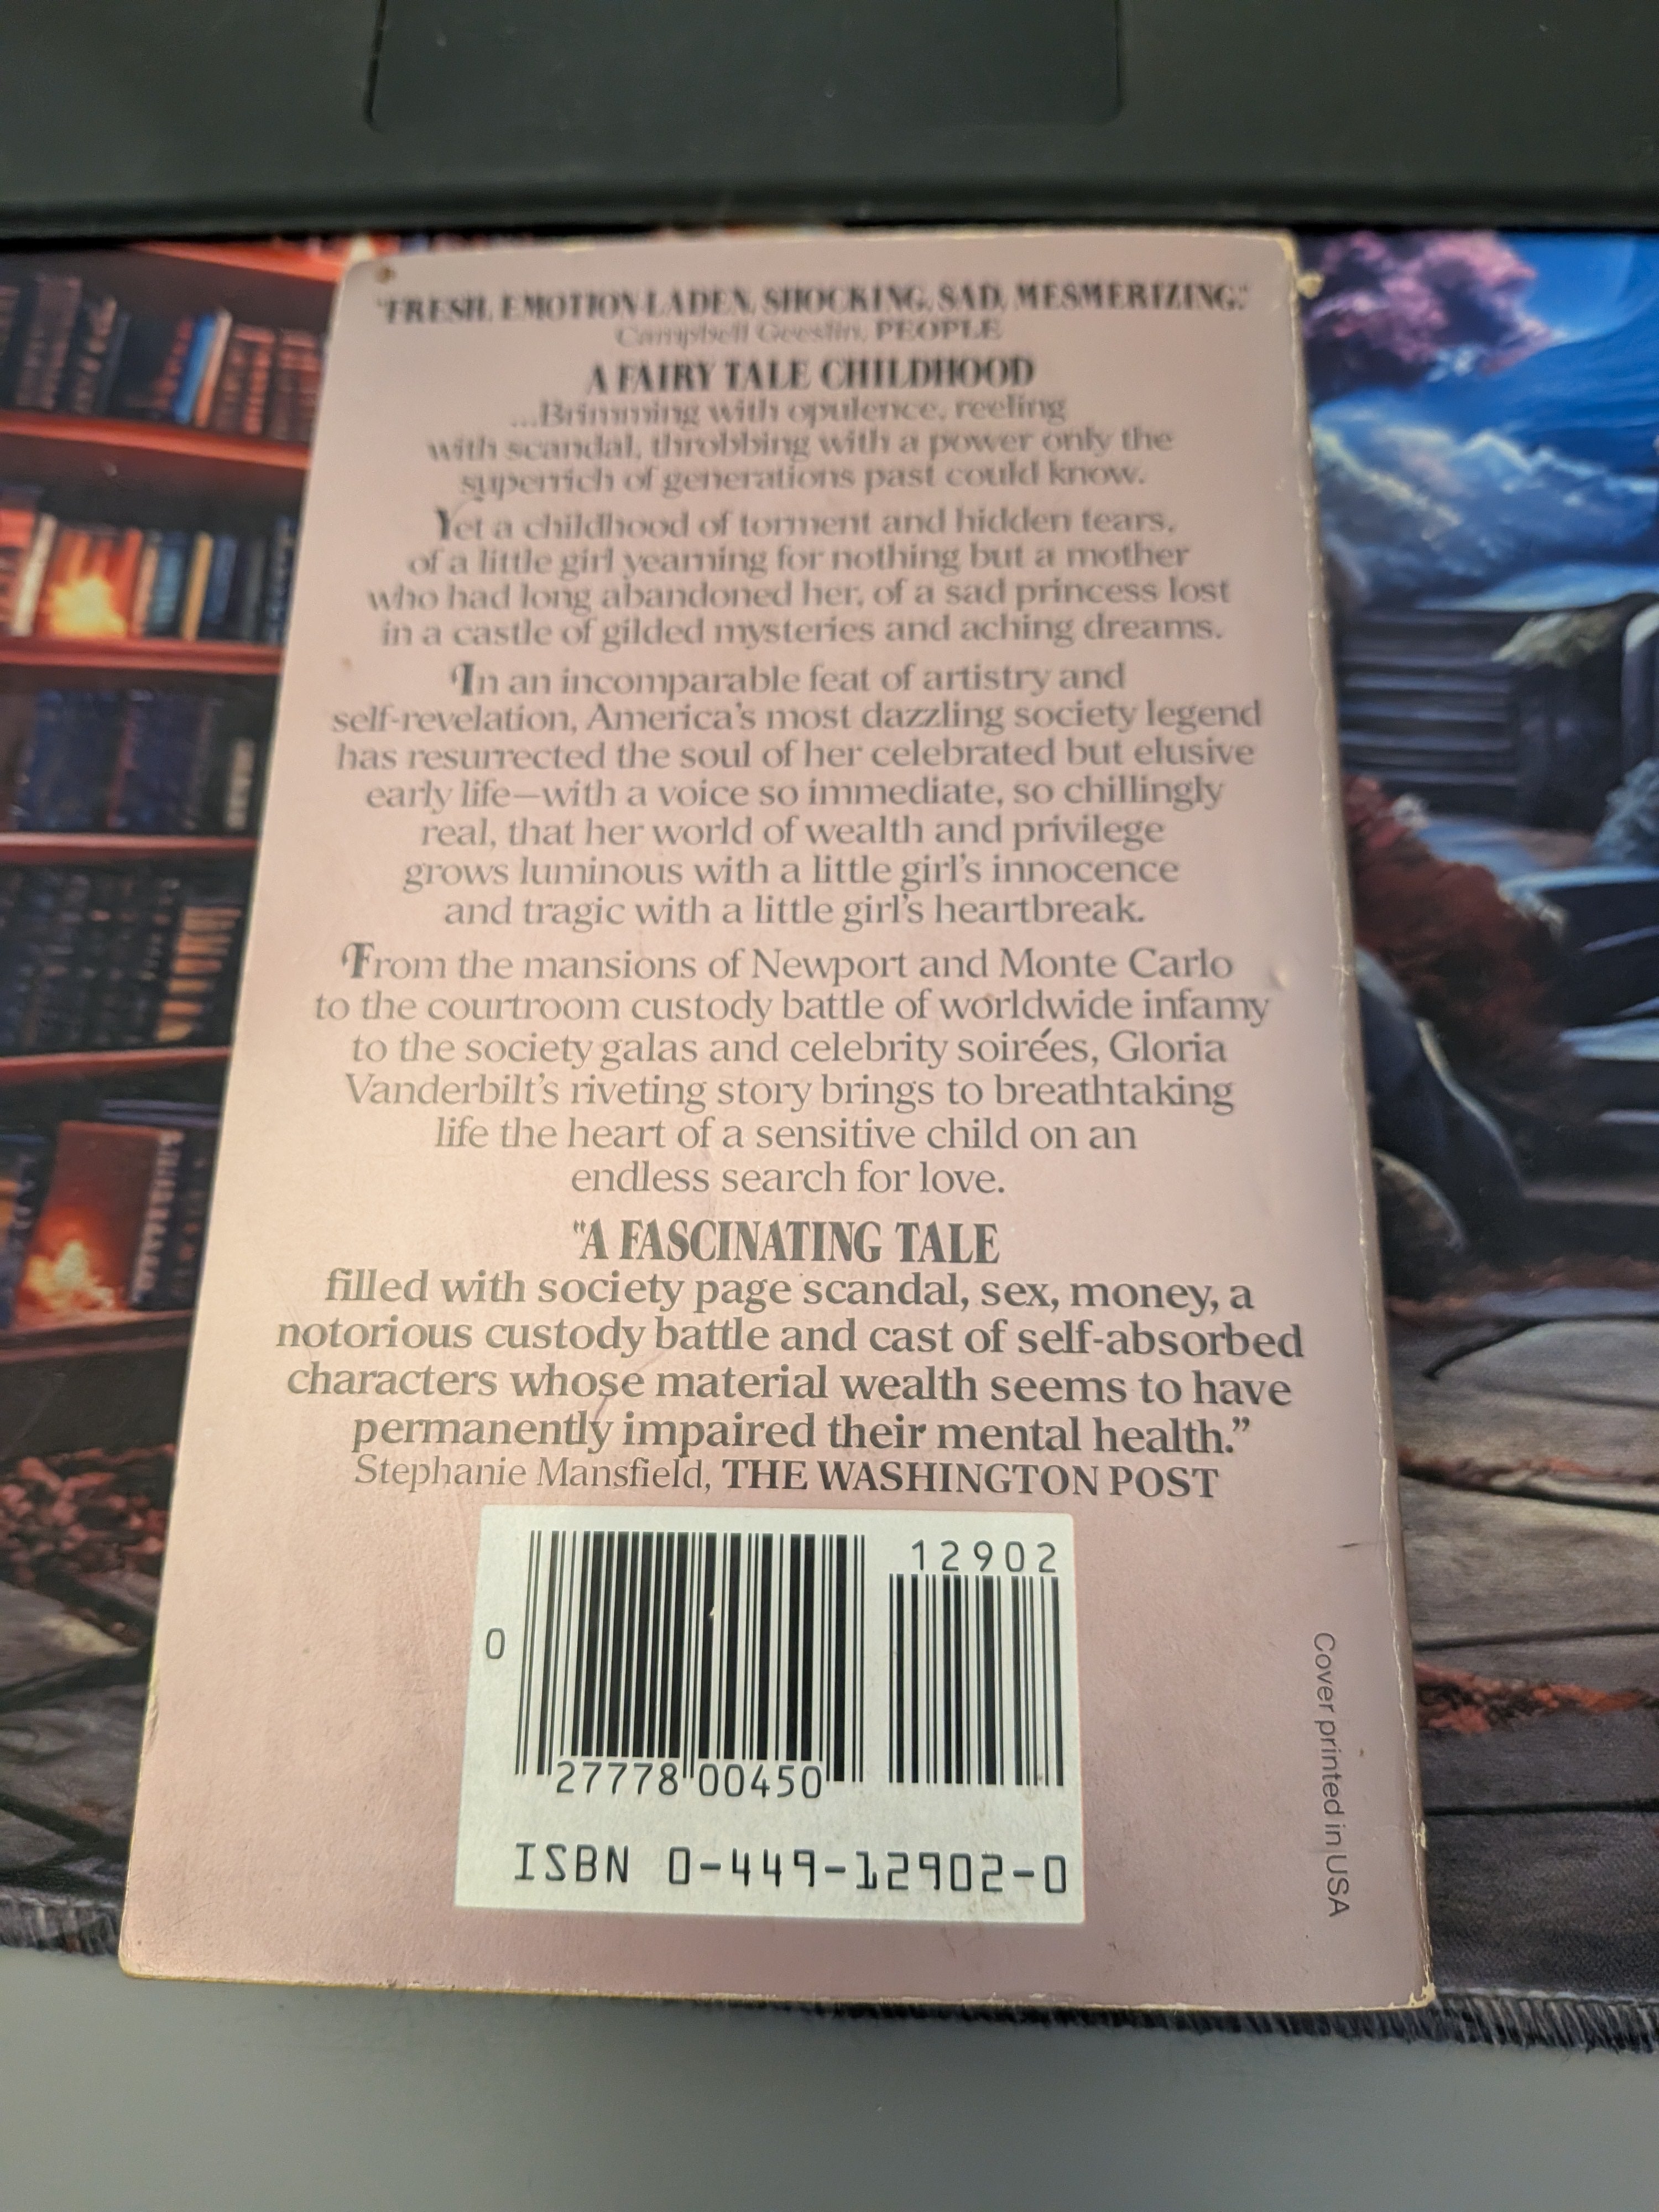 "FRESH, EMOTION-LADEN, SHOCKING, SAD, MESMERIZING."
Campbell Geeslin, PEOPLE
A FAIRY TALE CHILDHOOD
...Brimming with opulence, reeling
with scandal, throbbing with a power only the
superrich of generations past could know.
Yet a childhood of torment and hidden tears,
of a little girl yearning for nothing but a mother
who had long abandoned her, of a sad princess lost
in a castle of gilded mysteries and aching dreams.
In an incomparable feat of artistry and
self-revelation, America's most dazzling society legend
has resurrected the soul of her celebrated but elusive
early life—with a voice so immediate, so chillingly
real, that her world of wealth and privilege
grows luminous with a little girl's innocence
and tragic with a little girl's heartbreak.
From the mansions of Newport and Monte Carlo
to the courtroom custody battle of worldwide infamy
to the society galas and celebrity soirées, Gloria
Vanderbilt's riveting story brings to breathtaking
life the heart of a sensitive child on an
endless search for love.
"A FASCINATING TALE
filled with society page scandal, sex, money, a
notorious custody battle and cast of self-absorbed
characters whose material wealth seems to have
permanently impaired their mental health."
Stephanie Mansfield, THE WASHINGTON POST
12902
0
27778 00450
ISBN 0-449-12902-0
Cover printed in USA